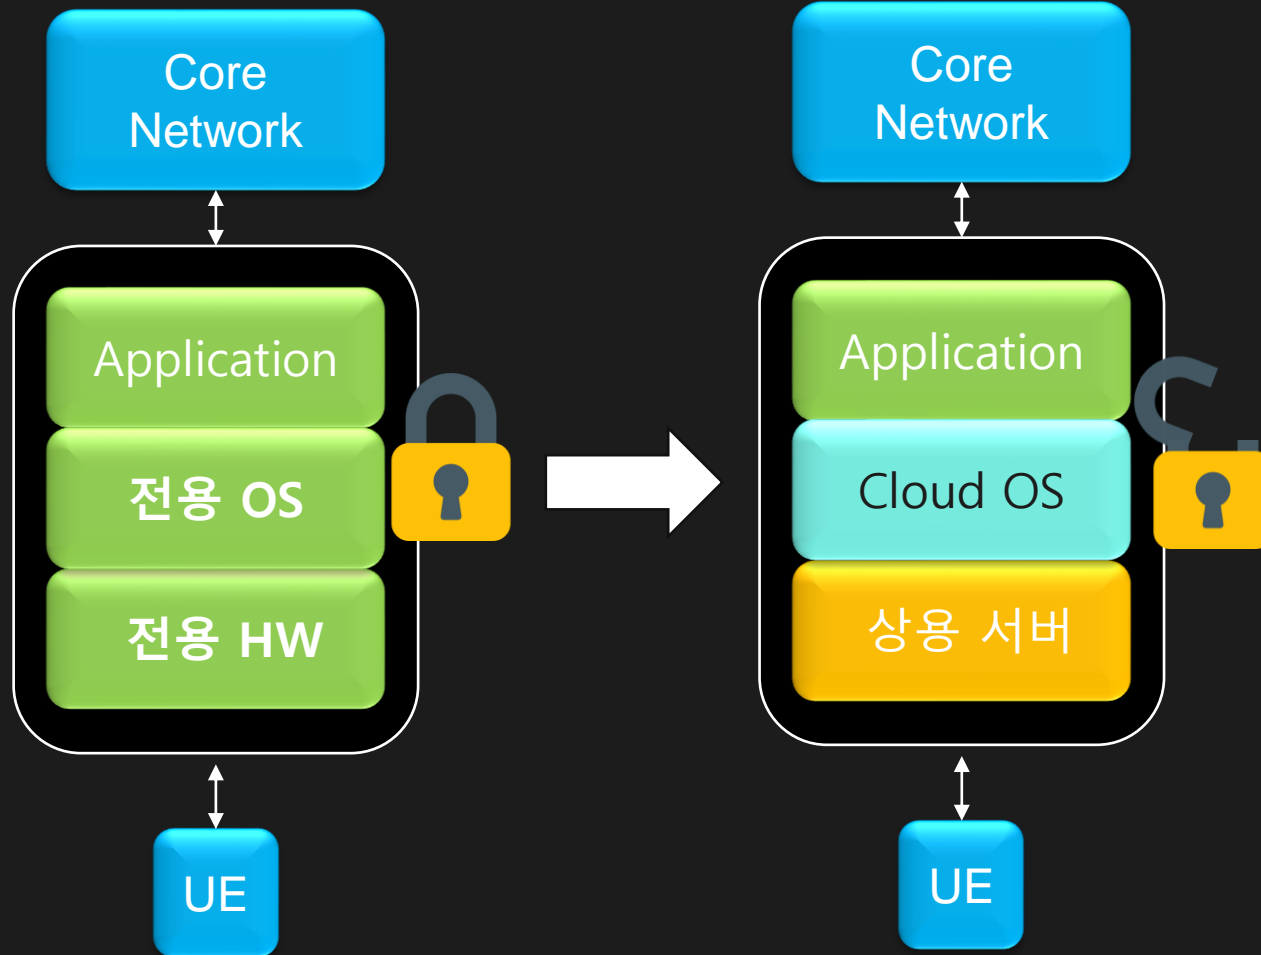 Core
Network
Application
전용 OS
전용 HW
UE
Core
Network
Application
Cloud OS
상용 서버
UE